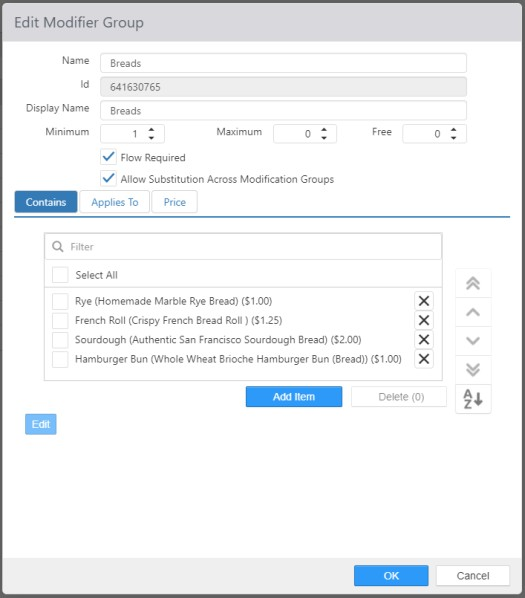 Edit Modifier Group
Name Breads
Id 641630765
Display Name Breads
Minimum 1 Maximum 0 Free 0
Flow Required
Allow Substitution Across Modification Groups
Contains Applies To Price
Filter
Select All
Rye (Homemade Marble Rye Bread) ($1.00)
French Roll (Crispy French Bread Roll ) ($1.25)
Sourdough (Authentic San Francisco Sourdough Bread) ($2.00)
Hamburger Bun (Whole Wheat Brioche Hamburger Bun (Bread)) ($1.00)
Add Item Delete (0)
A
Z
Edit
OK Cancel